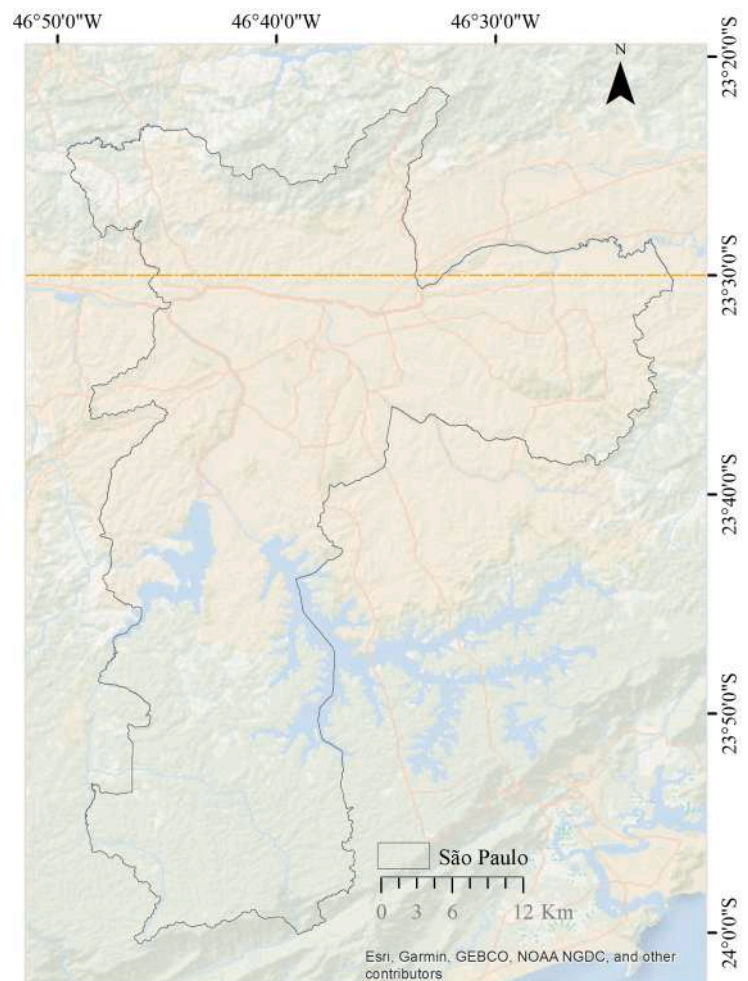 46°50'0"W 46°40'0"W 46°30'0"W
N
23°20'0"S
23°30'0"S
23°40'0"S
23°50'0"S
24°0'0"S
São Paulo
0 3 6 12 Km
Esri, Garmin, GEBCO, NOAA NGDC, and other
contributors